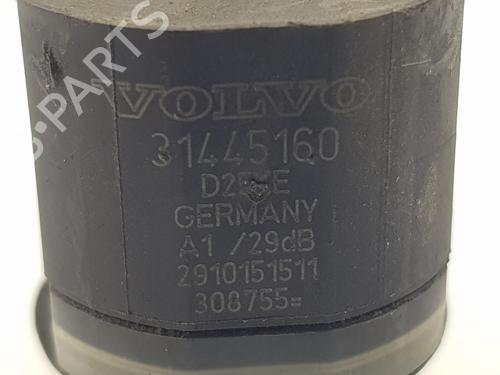 VOLVO
31445160
GERMANY
A1 /29dB
2910151511
308755=
-PARTS